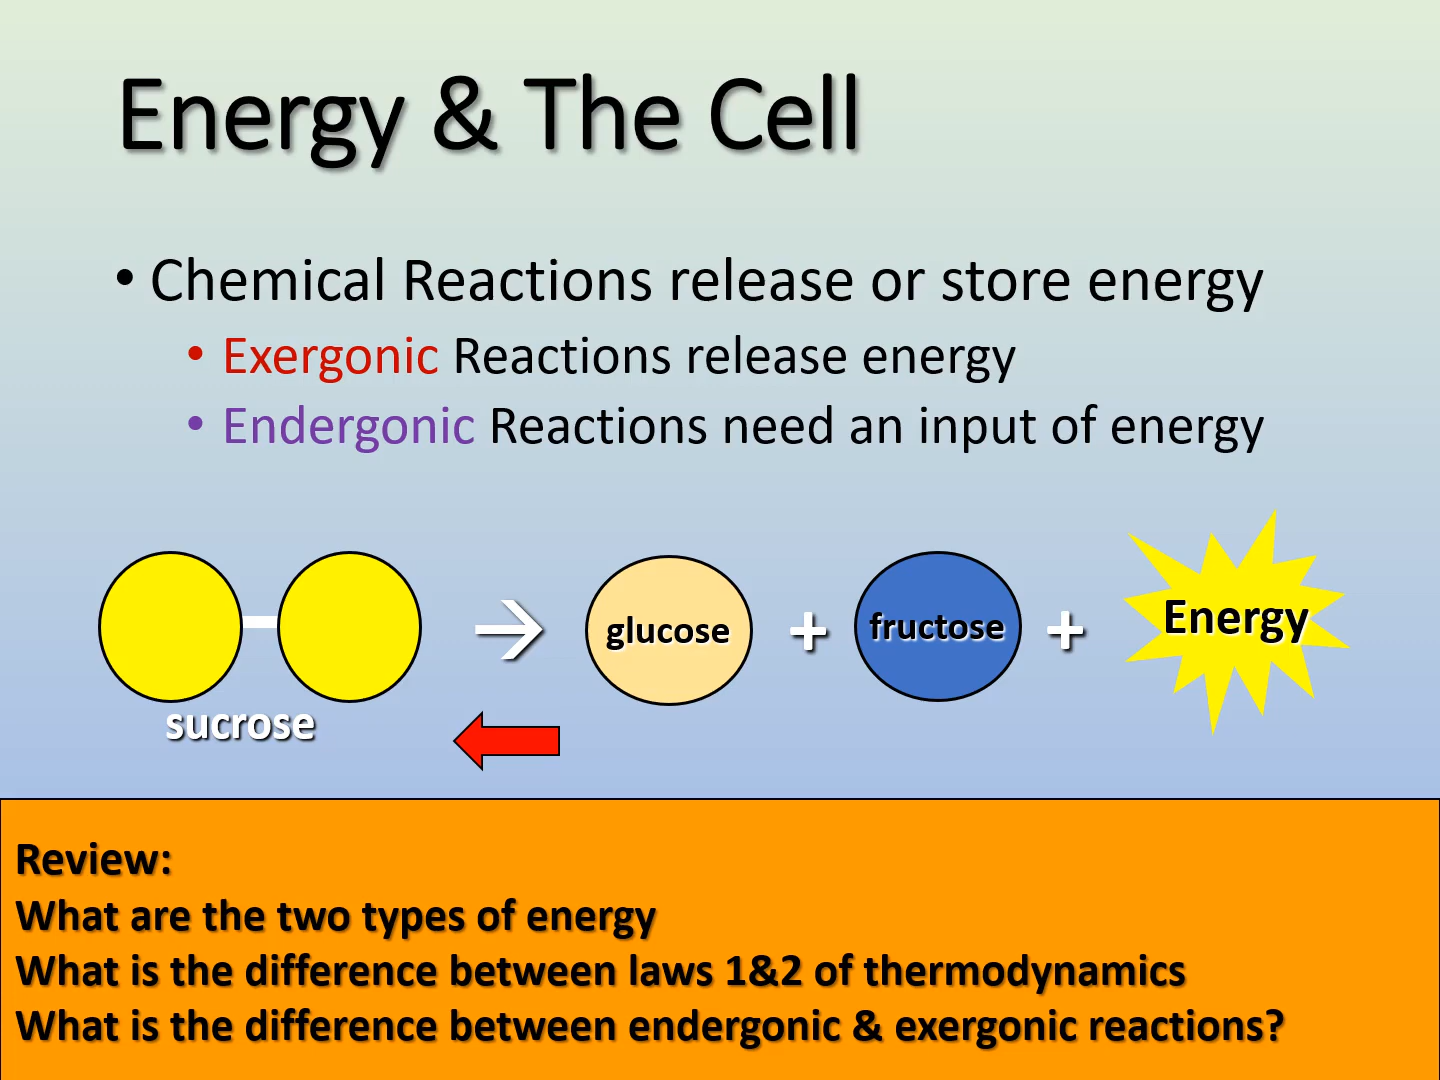 Energy & The Cell
• Chemical Reactions release or store energy
• Exergonic Reactions release energy
• Endergonic Reactions need an input of energy
sucrose → glucose + fructose + Energy
Review:
What are the two types of energy
What is the difference between laws 1&2 of thermodynamics
What is the difference between endergonic & exergonic reactions?